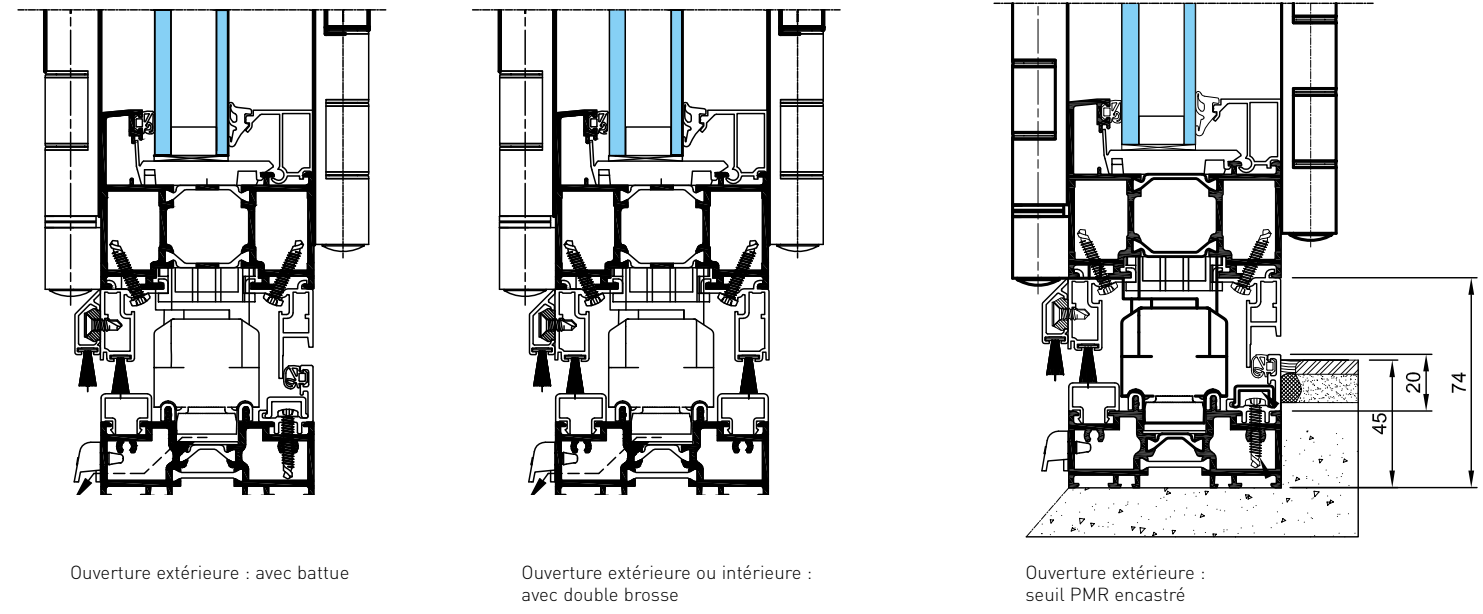 20
74
45
Ouverture extérieure : avec battue
Ouverture extérieure ou intérieure :
avec double brosse
Ouverture extérieure :
seuil PMR encastré